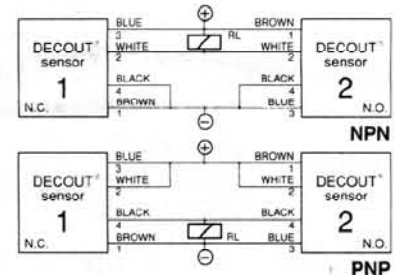 ⊕
BLUE BROWN
3 RL 1
WHITE WHITE
2 2
DECOUT® sensor 1 N.C.
DECOUT® sensor 2 N.O.
BLACK BLACK
4 4
BROWN BLUE
1 3
⊖
NPN
⊕
BLUE BROWN
3 1
WHITE WHITE
2 2
DECOUT® sensor 1 N.C.
DECOUT® sensor 2 N.O.
BLACK BLACK
4 4
BROWN RL BLUE
1 3
⊖
PNP